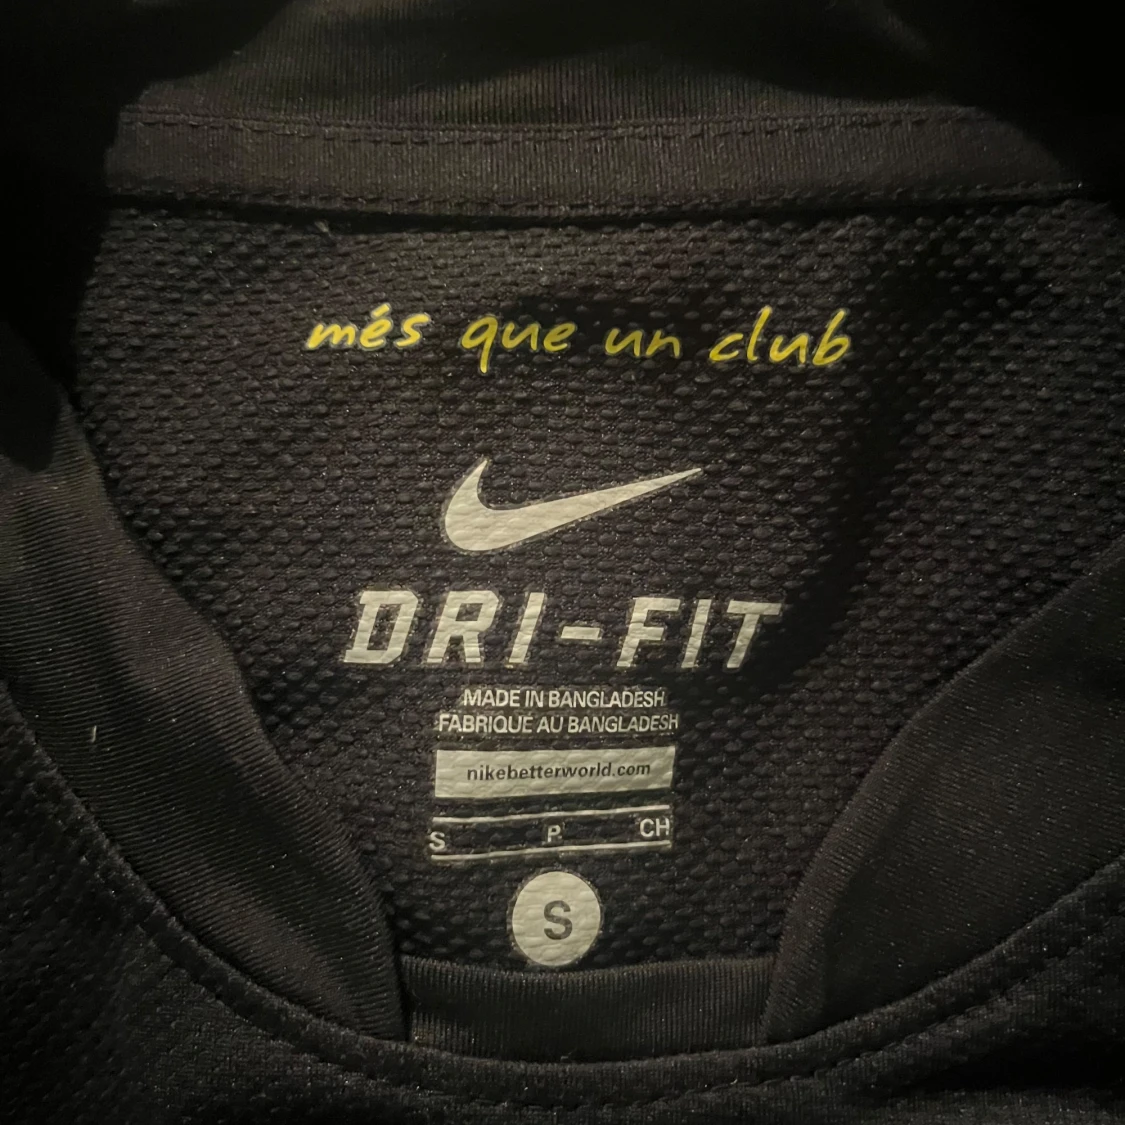 més que un club
DRI-FIT
MADE IN BANGLADESH
FABRIQUE AU BANGLADESH
nikebetterworld.com
S P. CH
S